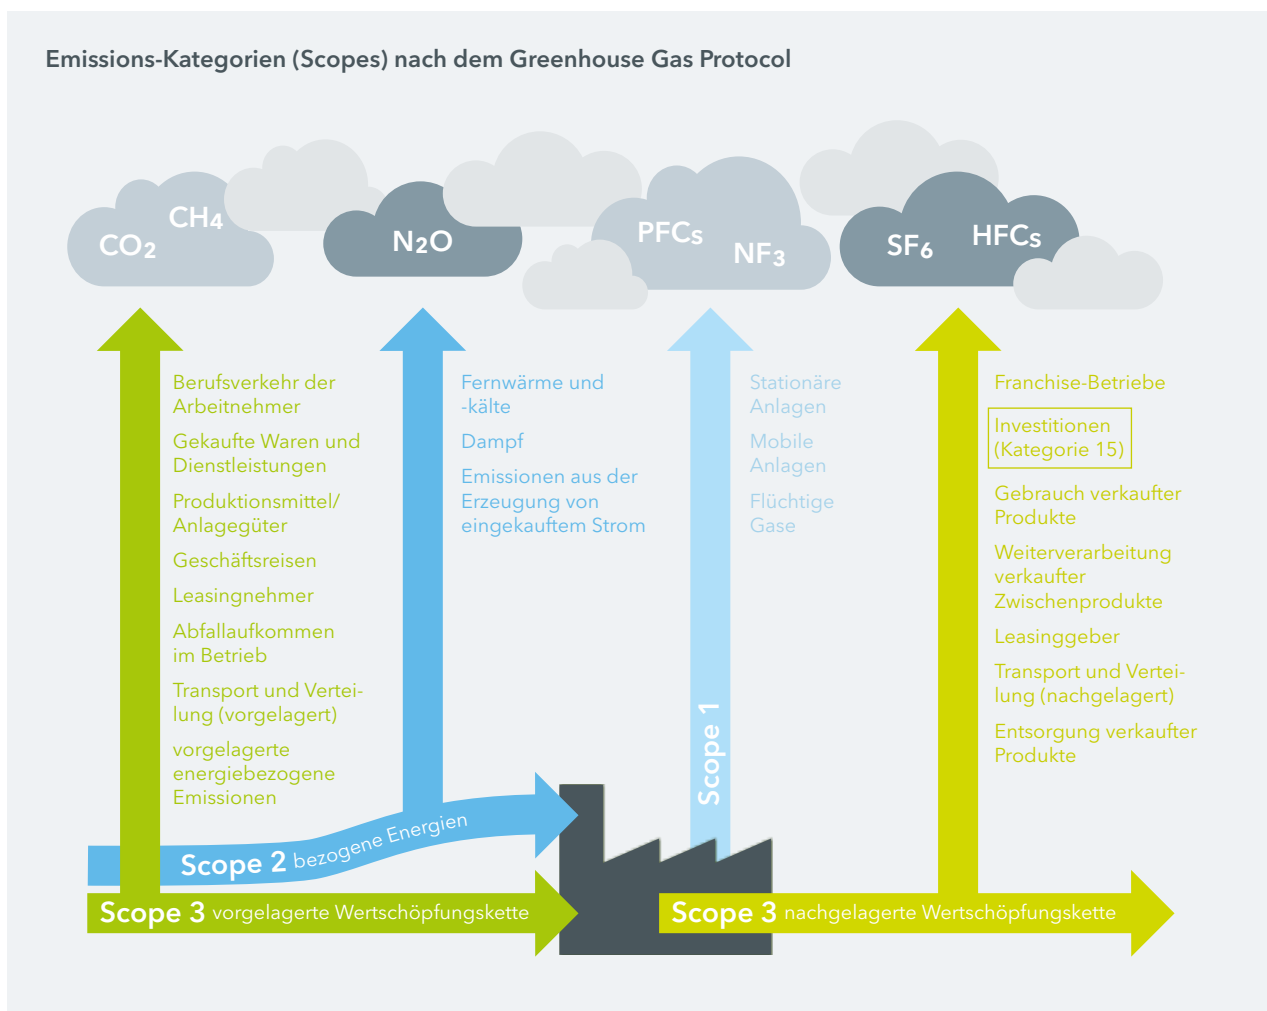 Emissions-Kategorien (Scopes) nach dem Greenhouse Gas Protocol
CO2
CH4
N2O
PFCs
NF3
SF6
HFCs
Berufsverkehr der
Arbeitnehmer
Gekaufte Waren und
Dienstleistungen
Produktionsmittel/
Anlagegüter
Geschäftsreisen
Leasingnehmer
Abfallaufkommen
im Betrieb
Transport und Vertei-
lung (vorgelagert)
vorgelagerte
energiebezogene
Emissionen
Fernwärme und
-kälte
Dampf
Emissionen aus der
Erzeugung von
eingekauftem Strom
Stationäre
Anlagen
Mobile
Anlagen
Flüchtige
Gase
Franchise-Betriebe
Investitionen
(Kategorie 15)
Gebrauch verkaufter
Produkte
Weiterverarbeitung
verkaufter
Zwischenprodukte
Leasinggeber
Transport und Vertei-
lung (nachgelagert)
Entsorgung verkaufter
Produkte
Scope 1
Scope 2 bezogene Energien
Scope 3 vorgelagerte Wertschöpfungskette
Scope 3 nachgelagerte Wertschöpfungskette